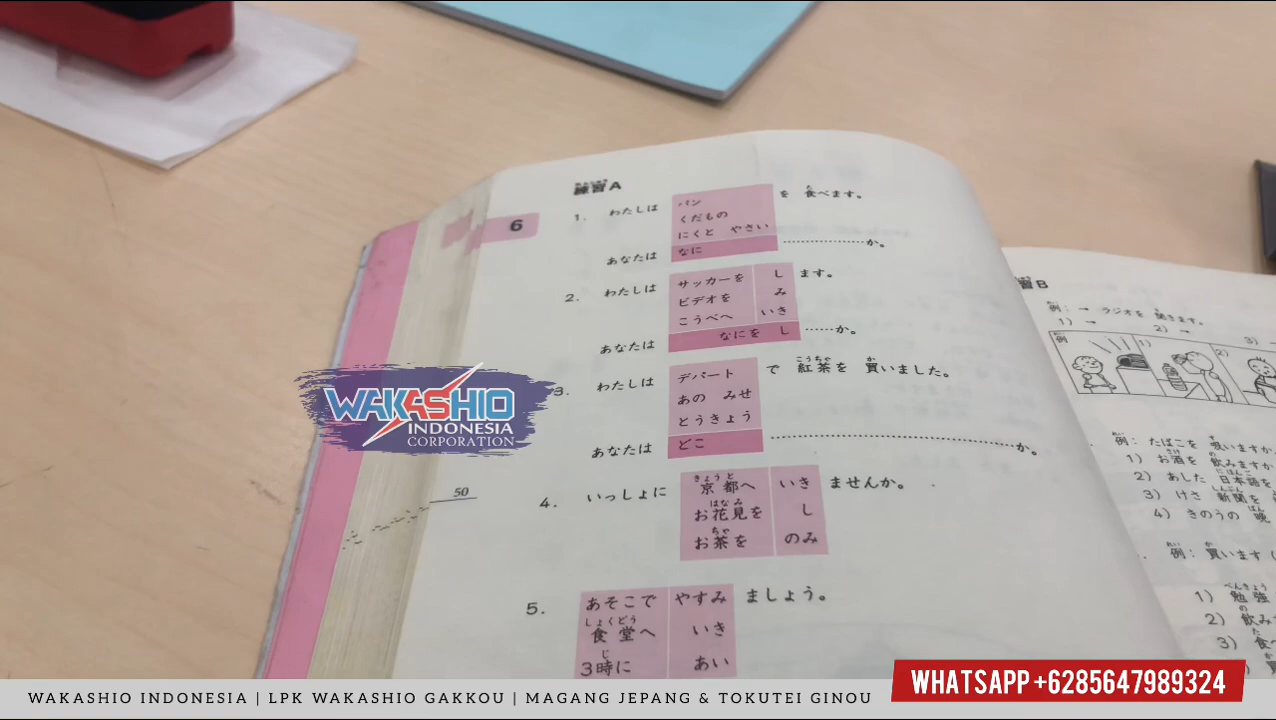 練習A
6
1. わたしは パン を 食べます。
くだもの
にくと やさい
あなたは なに か。
2. わたしは サッカーを し ます。
ビデオを み
こうべへ いき
あなたは なにを し か。
3. わたしは デパート で 紅茶を 買いました。
あの みせ
とうきょう
あなたは どこ か。
50
4. いっしょに 京都へ いき ませんか。
お花見を し
お茶を のみ
5. あそこで やすみ ましょう。
食堂へ いき
3時に あい
習B
例: → ラジオを 聞きます。
1) → 2) → 3)
例 1) 2)
例: たばこを 吸いますか
1) お酒を 飲みますか
2) あした 日本語を
3) けさ 新聞を
4) きのうの 晩
例: 買います (
1) 勉強
2) 飲み
3) 食べ
WAKASHIO
INDONESIA
CORPORATION
WAKASHIO INDONESIA | LPK WAKASHIO GAKKOU | MAGANG JEPANG & TOKUTEI GINOU
WHATSAPP +6285647989324